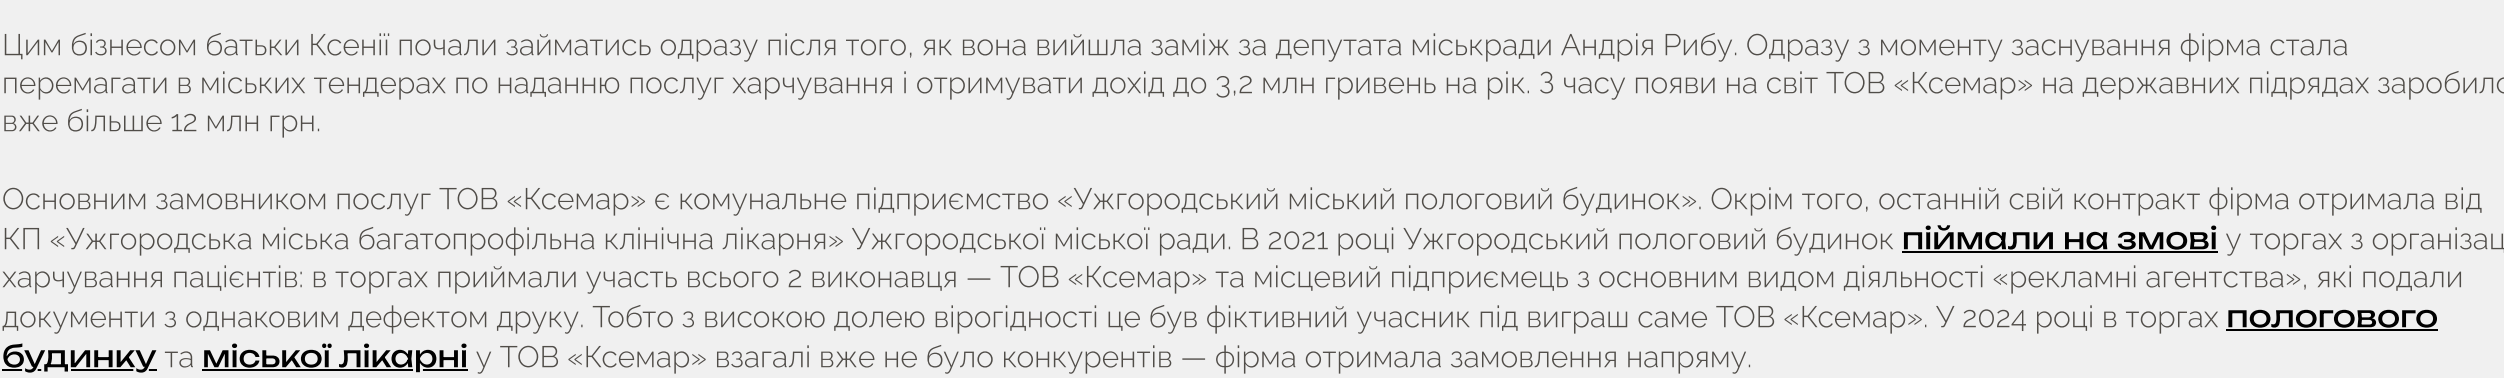 Цим бізнесом батьки Ксенії почали займатись одразу після того, як вона вийшла заміж за депутата міськради Андрія Рибу. Одразу з моменту заснування фірма стала
перемагати в міських тендерах по наданню послуг харчування і отримувати дохід до 3,2 млн гривень на рік. З часу появи на світ ТОВ «Ксемар» на державних підрядах заробило
вже більше 12 млн грн.
Основним замовником послуг ТОВ «Ксемар» є комунальне підприємство «Ужгородський міський пологовий будинок». Окрім того, останній свій контракт фірма отримала від
КП «Ужгородська міська багатопрофільна клінічна лікарня» Ужгородської міської ради. В 2021 році Ужгородський пологовий будинок піймали на змові у торгах з організац
харчування пацієнтів: в торгах приймали участь всього 2 виконавця — ТОВ «Ксемар» та місцевий підприємець з основним видом діяльності «рекламні агентства», які подали
документи з однаковим дефектом друку. Тобто з високою долею вірогідності це був фіктивний учасник під виграш саме ТОВ «Ксемар». У 2024 році в торгах пологового
будинку та міської лікарні у ТОВ «Ксемар» взагалі вже не було конкурентів — фірма отримала замовлення напряму.